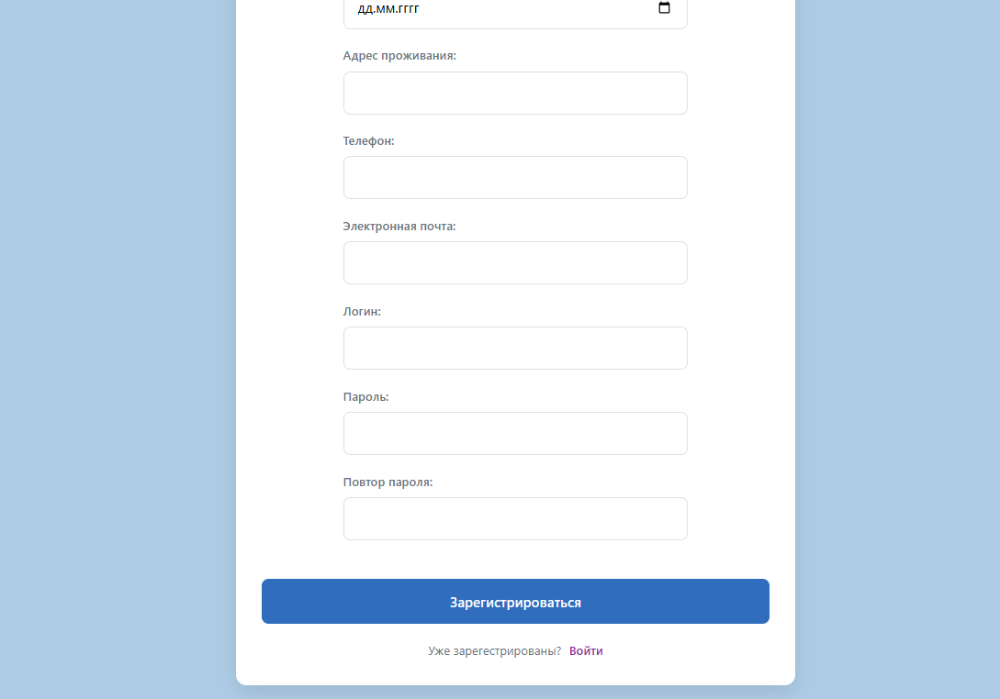 дд.мм.гггг
Адрес проживания:
Телефон:
Электронная почта:
Логин:
Пароль:
Повтор пароля:
Зарегистрироваться
Уже зарегестрированы? Войти